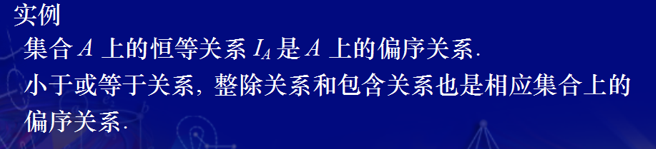 实例
集合 A 上的恒等关系 I_A 是 A 上的偏序关系.
小于或等于关系, 整除关系和包含关系也是相应集合上的
偏序关系.